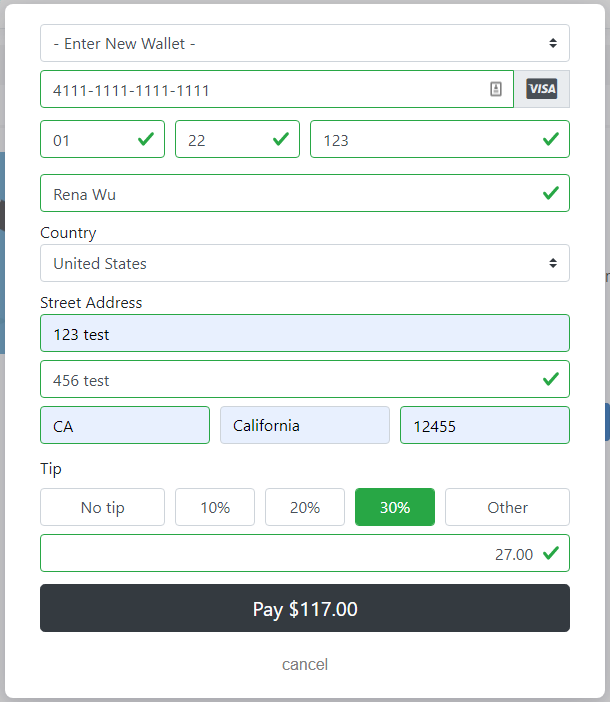 - Enter New Wallet -
4111-1111-1111-1111 VISA
01 22 123
Rena Wu
Country
United States
Street Address
123 test
456 test
CA California 12455
Tip
No tip 10% 20% 30% Other
27.00
Pay $117.00
cancel